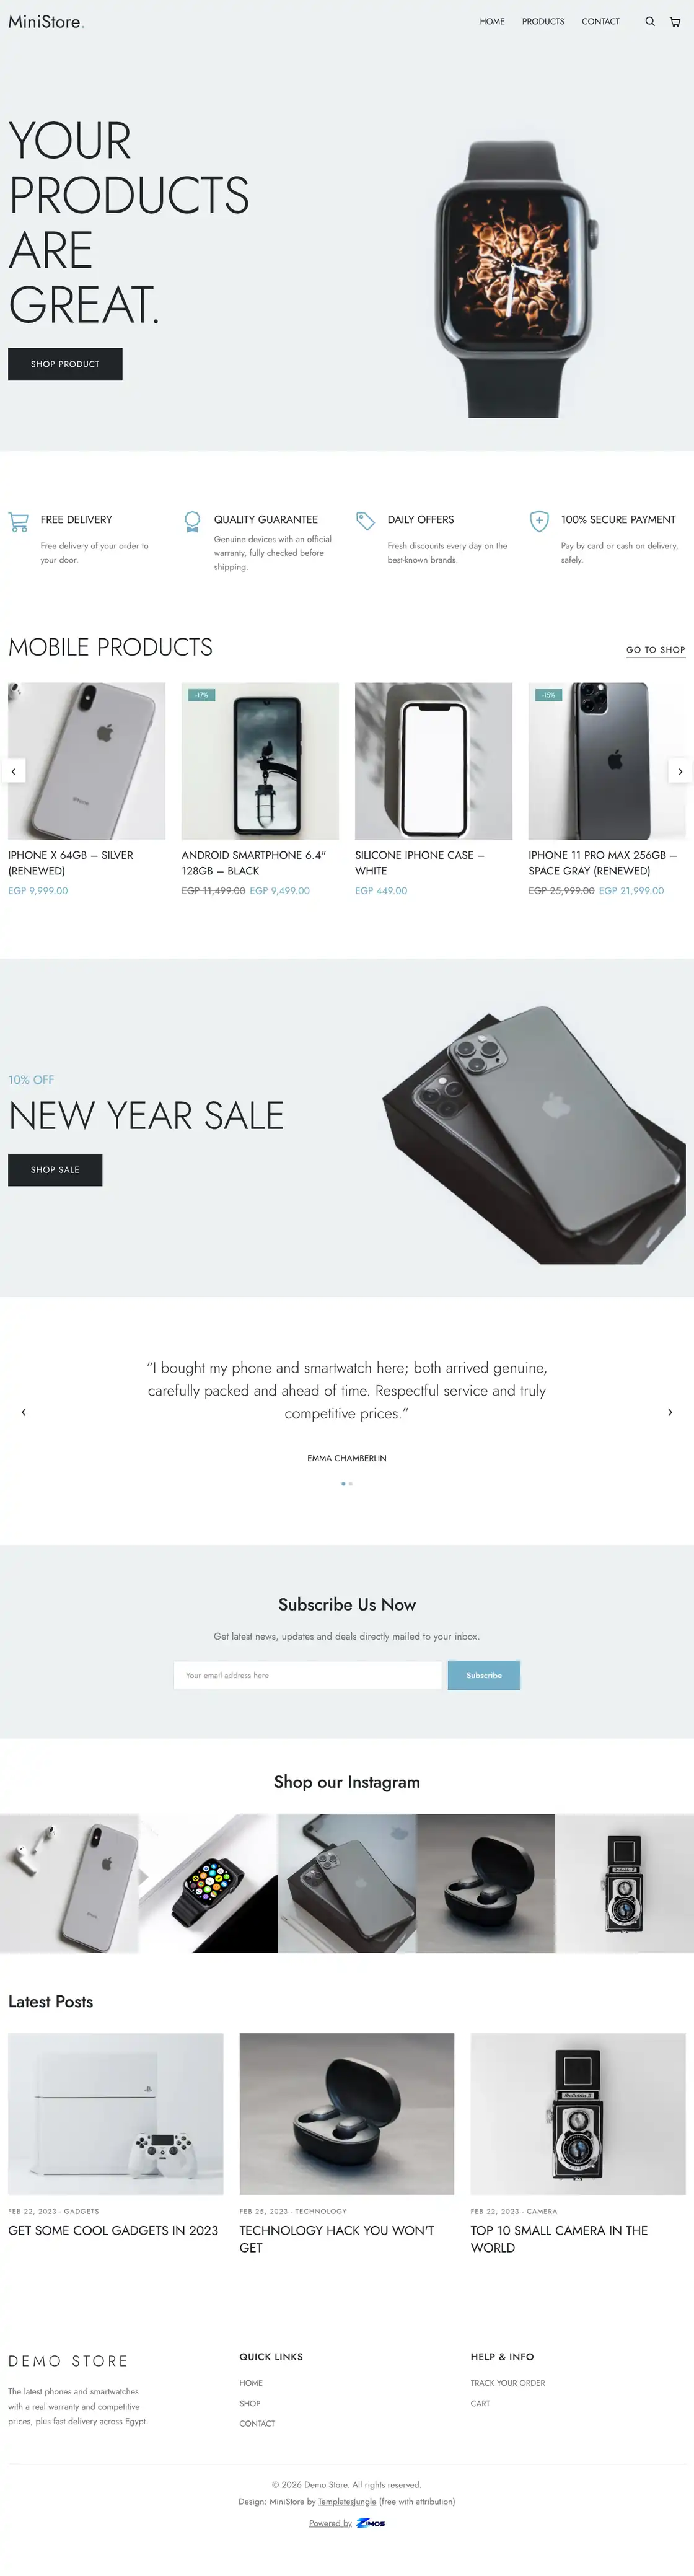 MiniStore.
HOME PRODUCTS CONTACT
YOUR
PRODUCTS
ARE
GREAT.
SHOP PRODUCT
FREE DELIVERY
Free delivery of your order to
your door.
QUALITY GUARANTEE
Genuine devices with an official
warranty, fully checked before
shipping.
DAILY OFFERS
Fresh discounts every day on the
best-known brands.
100% SECURE PAYMENT
Pay by card or cash on delivery,
safely.
MOBILE PRODUCTS
GO TO SHOP
IPHONE X 64GB – SILVER
(RENEWED)
EGP 9,999.00
-17%
ANDROID SMARTPHONE 6.4"
128GB – BLACK
EGP 11,499.00 EGP 9,499.00
SILICONE IPHONE CASE –
WHITE
EGP 449.00
-15%
IPHONE 11 PRO MAX 256GB –
SPACE GRAY (RENEWED)
EGP 25,999.00 EGP 21,999.00
10% OFF
NEW YEAR SALE
SHOP SALE
“I bought my phone and smartwatch here; both arrived genuine,
carefully packed and ahead of time. Respectful service and truly
competitive prices.”
EMMA CHAMBERLIN
Subscribe Us Now
Get latest news, updates and deals directly mailed to your inbox.
Your email address here
Subscribe
Shop our Instagram
Latest Posts
FEB 22, 2023 - GADGETS
GET SOME COOL GADGETS IN 2023
FEB 25, 2023 - TECHNOLOGY
TECHNOLOGY HACK YOU WON'T
GET
FEB 22, 2023 - CAMERA
TOP 10 SMALL CAMERA IN THE
WORLD
DEMO STORE
The latest phones and smartwatches
with a real warranty and competitive
prices, plus fast delivery across Egypt.
QUICK LINKS
HOME
SHOP
CONTACT
HELP & INFO
TRACK YOUR ORDER
CART
© 2026 Demo Store. All rights reserved.
Design: MiniStore by TemplatesJungle (free with attribution)
Powered by ZIMOS